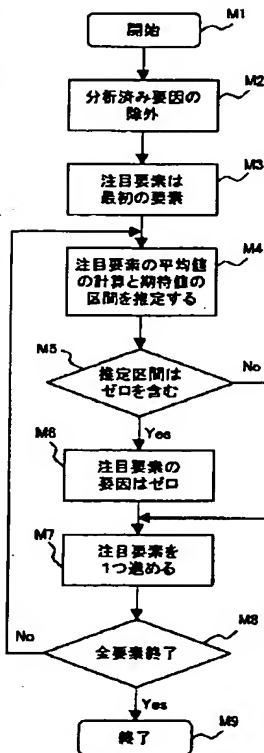 M1
開始
M2
分析済み要因の
除外
M3
注目要素は
最初の要素
M4
注目要素の平均値
の計算と期待値の
区間を推定する
M5
推定区間は
ゼロを含む
No
Yes
M6
注目要素の
要因はゼロ
M7
注目要素を
1つ進める
No
M8
全要素終了
Yes
M9
終了